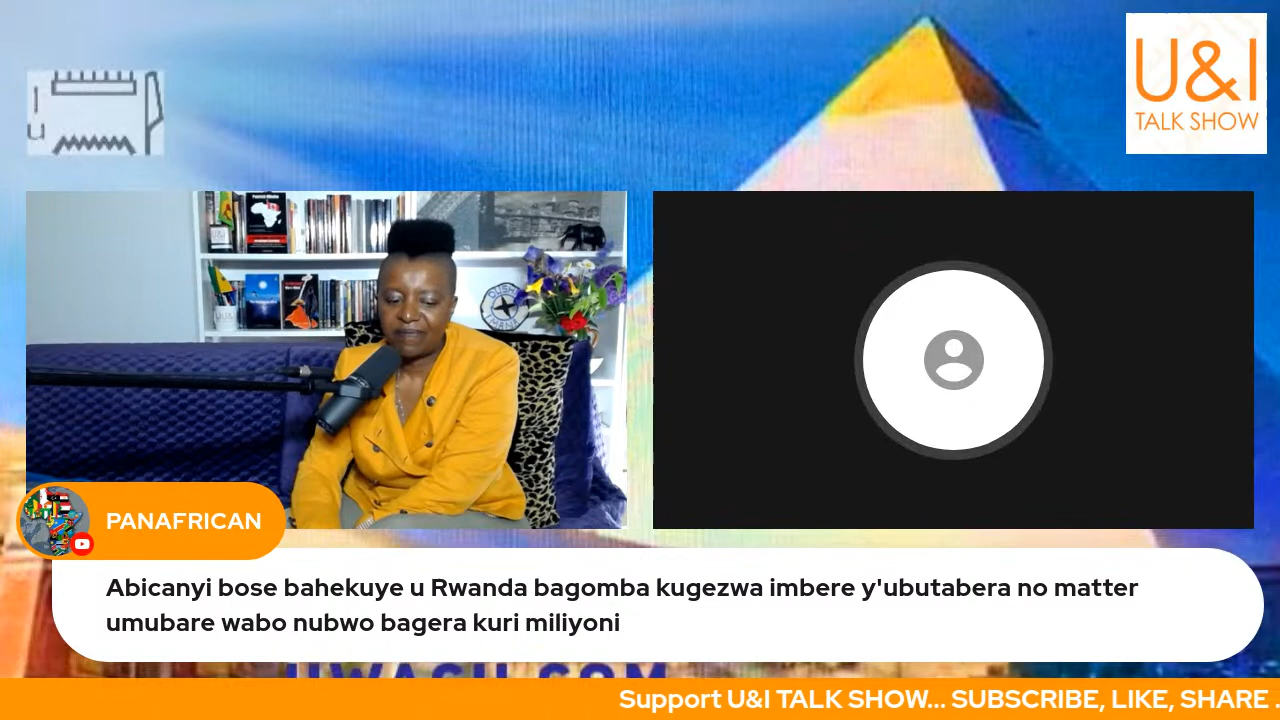 U&I
TALK SHOW
PANAFRICAN
Abicanyi bose bahekuye u Rwanda bagomba kugezwa imbere y'ubutabera no matter
umubare wabo nubwo bagera kuri miliyoni
Support U&I TALK SHOW... SUBSCRIBE, LIKE, SHARE .